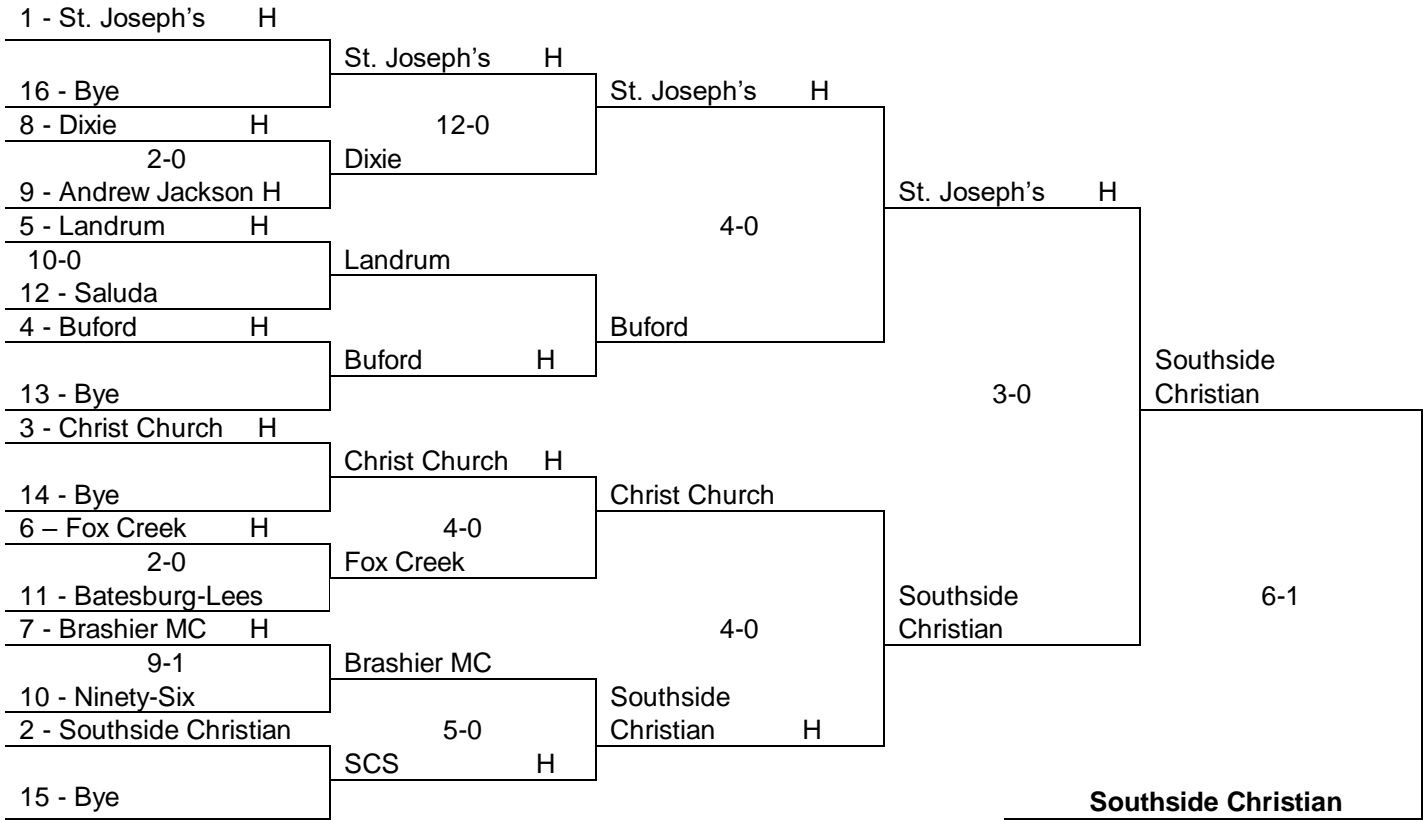 1 - St. Joseph’s H
16 - Bye
8 - Dixie H
2-0
9 - Andrew Jackson H
5 - Landrum H
10-0
12 - Saluda
4 - Buford H
13 - Bye
3 - Christ Church H
14 - Bye
6 – Fox Creek H
2-0
11 - Batesburg-Lees
7 - Brashier MC H
9-1
10 - Ninety-Six
2 - Southside Christian
15 - Bye
St. Joseph’s H
12-0
Dixie
Landrum
Buford H
Christ Church H
4-0
Fox Creek
Brashier MC
5-0
SCS H
St. Joseph’s H
4-0
Buford
Christ Church
4-0
Southside
Christian H
St. Joseph’s H
3-0
Southside
Christian
Southside
Christian
6-1
Southside Christian